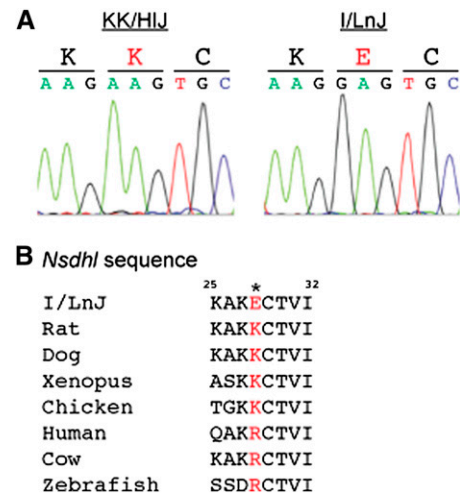 A
KK/HIJ I/LnJ
K K C K E C
A A G A A G T G C A A G G A G T G C
B Nsdhl sequence
25 * 32
I/LnJ KAKECTVI
Rat KAKKCTVI
Dog KAKKCTVI
Xenopus ASKKCTVI
Chicken TGKKCTVI
Human QAKRCTVI
Cow KAKRCTVI
Zebrafish SSDRCTVI